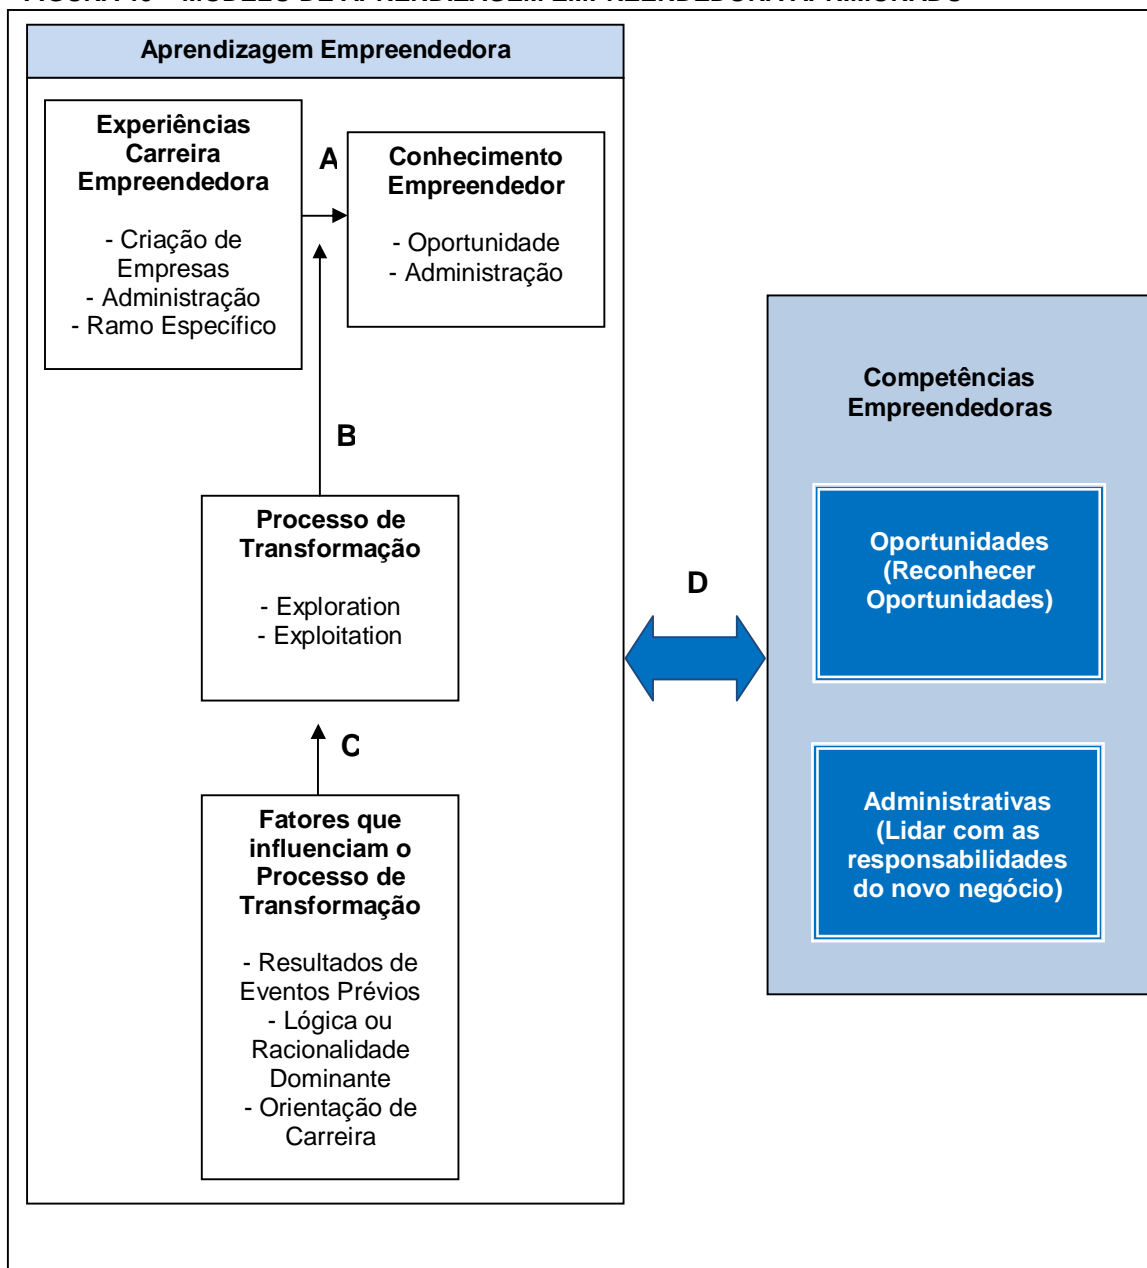 Aprendizagem Empreendedora
Experiências
Carreira
Empreendedora
- Criação de
Empresas
- Administração
- Ramo Específico
A
Conhecimento
Empreendedor
- Oportunidade
- Administração
B
Processo de
Transformação
- Exploration
- Exploitation
C
Fatores que
influenciam o
Processo de
Transformação
- Resultados de
Eventos Prévios
- Lógica ou
Racionalidade
Dominante
- Orientação de
Carreira
D
Competências
Empreendedoras
Oportunidades
(Reconhecer
Oportunidades)
Administrativas
(Lidar com as
responsabilidades
do novo negócio)